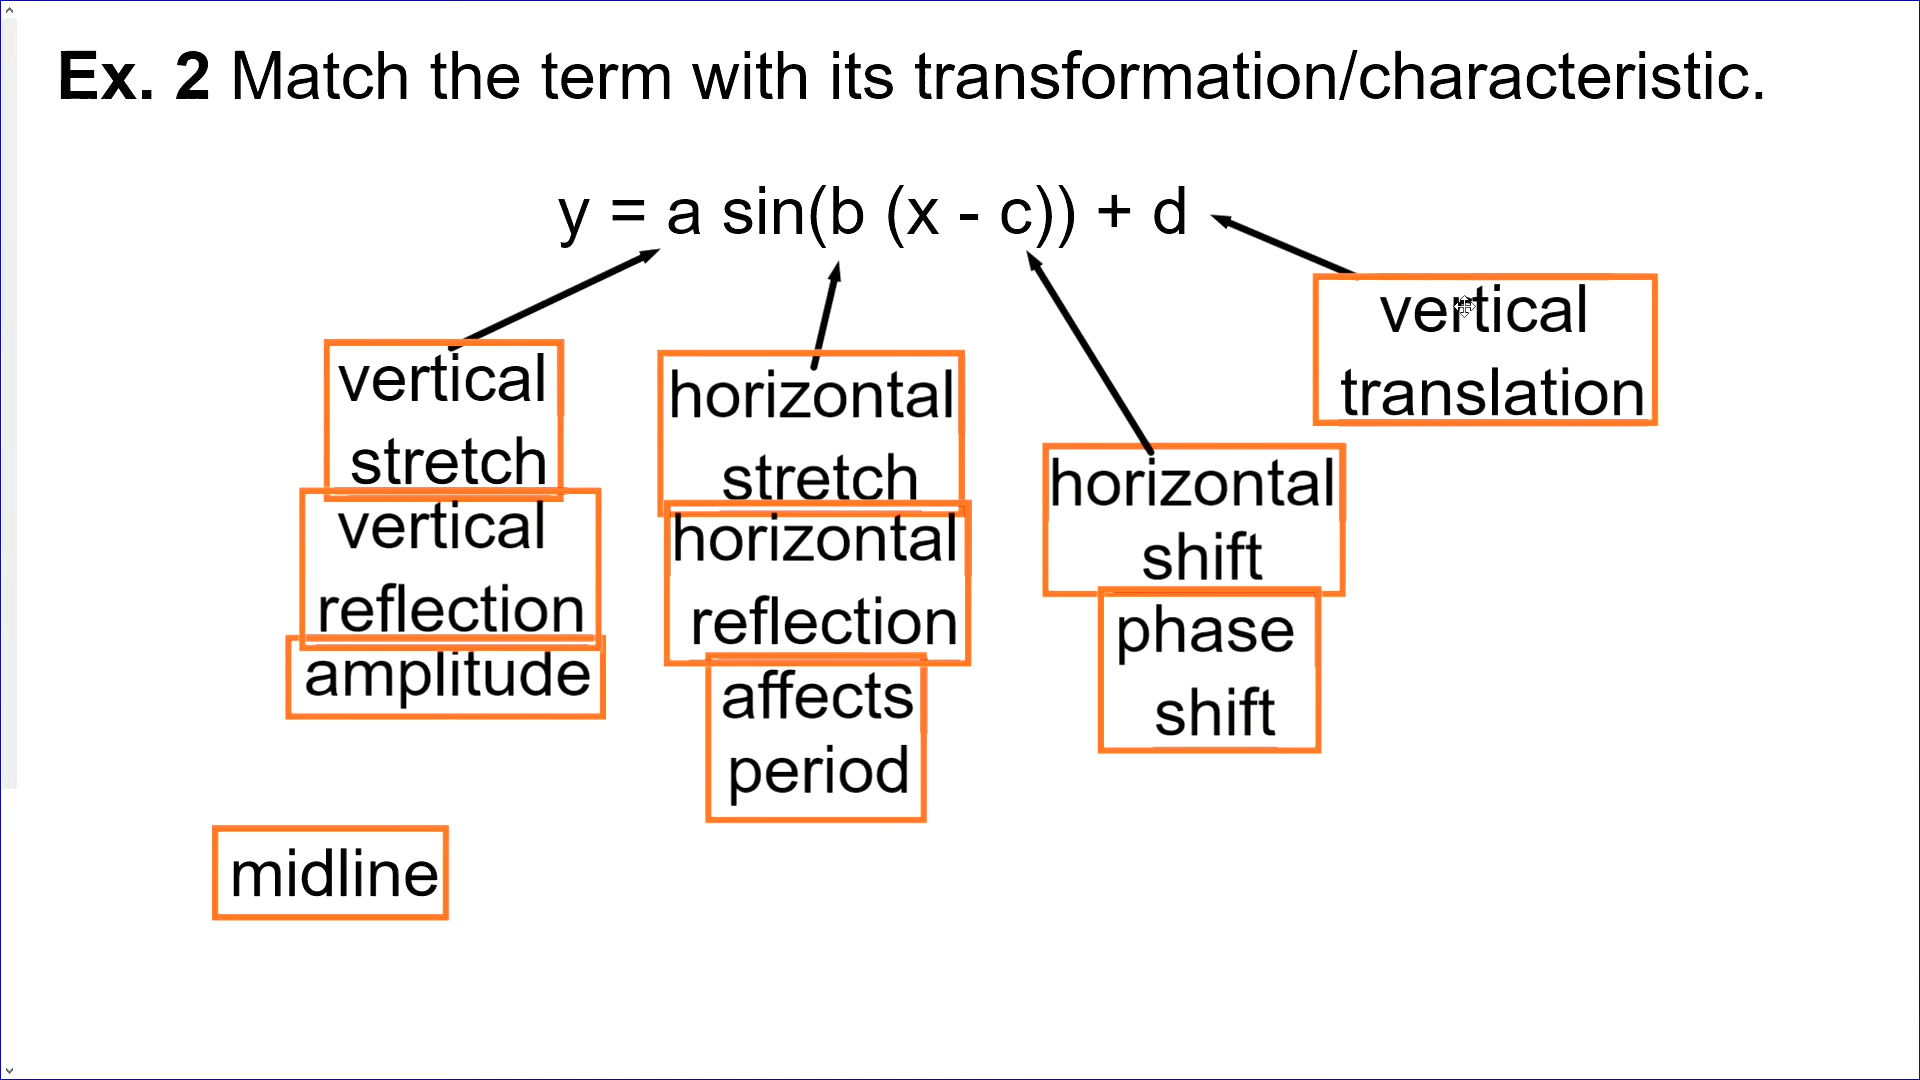 Ex. 2 Match the term with its transformation/characteristic.
y = a sin(b (x - c)) + d
vertical
stretch
vertical
reflection
amplitude
horizontal
stretch
horizontal
reflection
affects
period
horizontal
shift
phase
shift
vertical
translation
midline